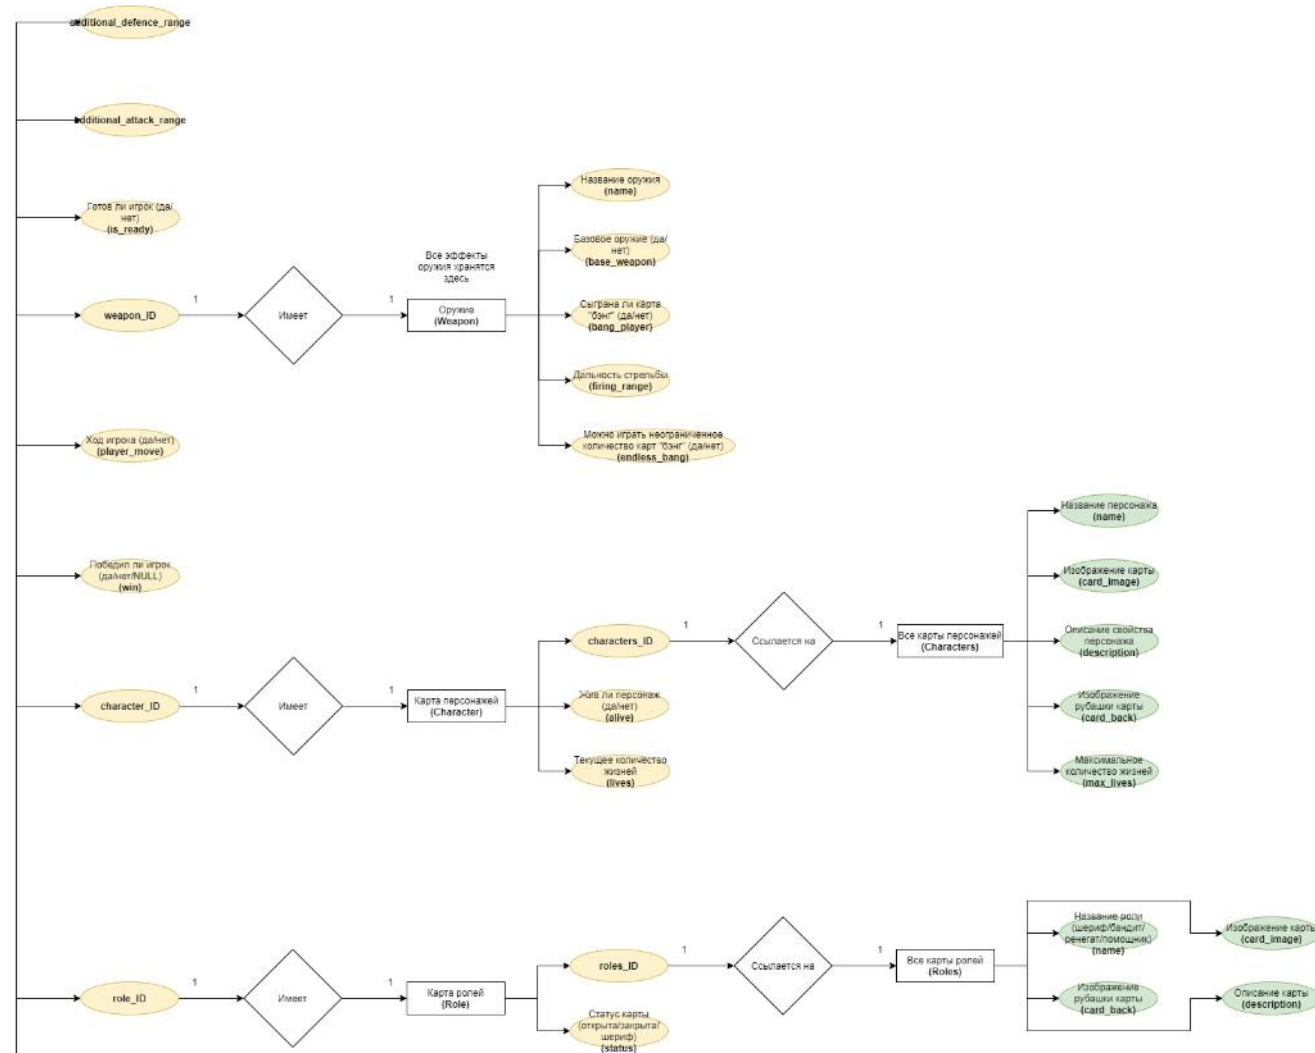 additional_defence_range
additional_attack_range
Готов ли игрок (да/
нет)
(is_ready)
weapon_ID
1
Имеет
1
Все эффекты
оружия хранятся
здесь
Оружие
(Weapon)
Название оружия
(name)
Базовое оружие (да/
нет)
(base_weapon)
Сыграна ли карта
"бэнг" (да/нет)
(bang_player)
Дальность стрельбы
(firing_range)
Можно играть неограниченное
количество карт "бэнг" (да/нет)
(endless_bang)
Ход игрока (да/нет)
(player_move)
Победил ли игрок
(да/нет/NULL)
(win)
character_ID
1
Имеет
1
Карта персонажей
(Character)
characters_ID
1
Ссылается на
1
Все карты персонажей
(Characters)
Жив ли персонаж
(да/нет)
(alive)
Текущее количество
жизней
(lives)
Название персонажа
(name)
Изображение карты
(card_image)
Описание свойства
персонажа
(description)
Изображение
рубашки карты
(card_back)
Максимальное
количество жизней
(max_lives)
role_ID
1
Имеет
1
Карта ролей
(Role)
roles_ID
1
Ссылается на
1
Все карты ролей
(Roles)
Статус карты
(открыта/закрыта/
шериф)
(status)
Название роли
(шериф/бандит/
ренегат/помощник)
(name)
Изображение карты
(card_image)
Изображение
рубашки карты
(card_back)
Описание карты
(description)